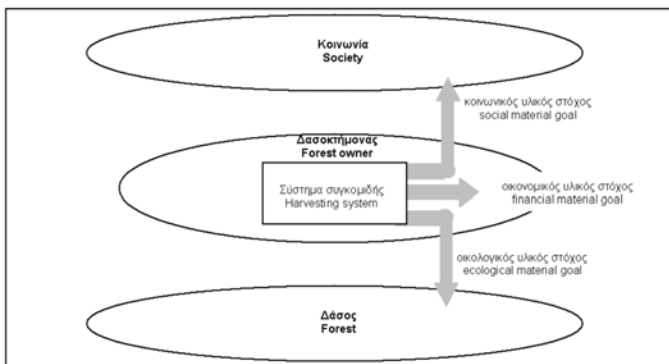 Κοινωνία
Society
κοινωνικός υλικός στόχος
social material goal
Δασοκτήμονας
Forest owner
Σύστημα συγκομιδής
Harvesting system
οικονομικός υλικός στόχος
financial material goal
οικολογικός υλικός στόχος
ecological material goal
Δάσος
Forest